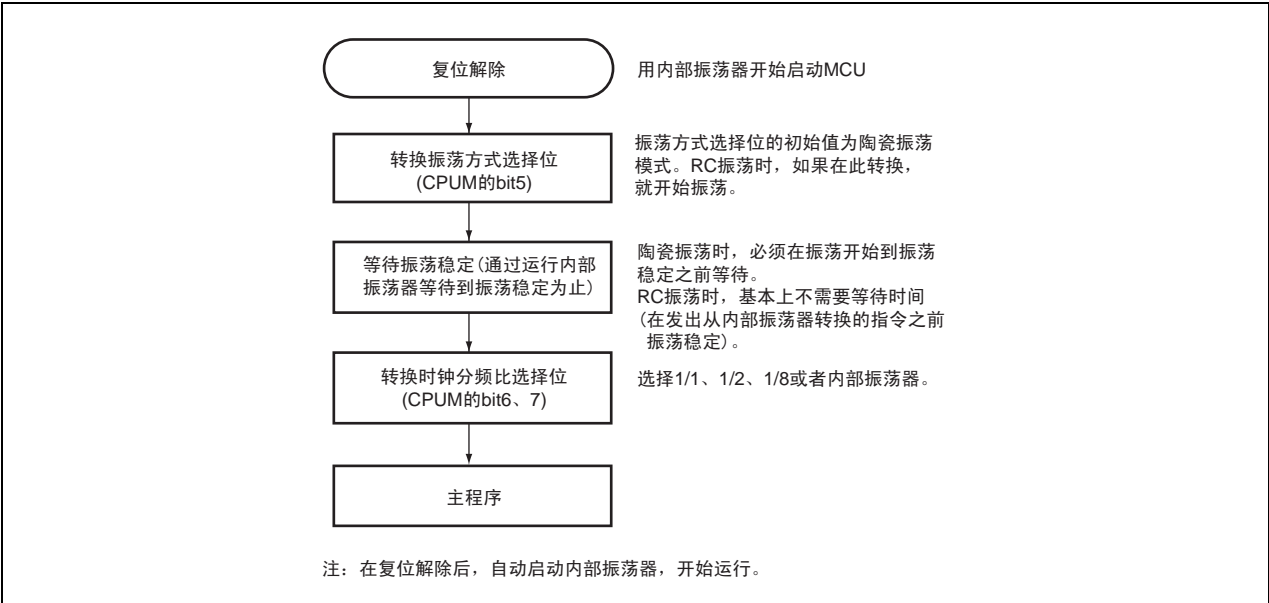 复位解除
用内部振荡器开始启动MCU
转换振荡方式选择位
(CPUM的bit5)
振荡方式选择位的初始值为陶瓷振荡
模式。RC振荡时，如果在此转换，
就开始振荡。
等待振荡稳定(通过运行内部
振荡器等待到振荡稳定为止)
陶瓷振荡时，必须在振荡开始到振荡
稳定之前等待。
RC振荡时，基本上不需要等待时间
(在发出从内部振荡器转换的指令之前
振荡稳定)。
转换时钟分频比选择位
(CPUM的bit6、7)
选择1/1、1/2、1/8或者内部振荡器。
主程序
注：在复位解除后，自动启动内部振荡器，开始运行。